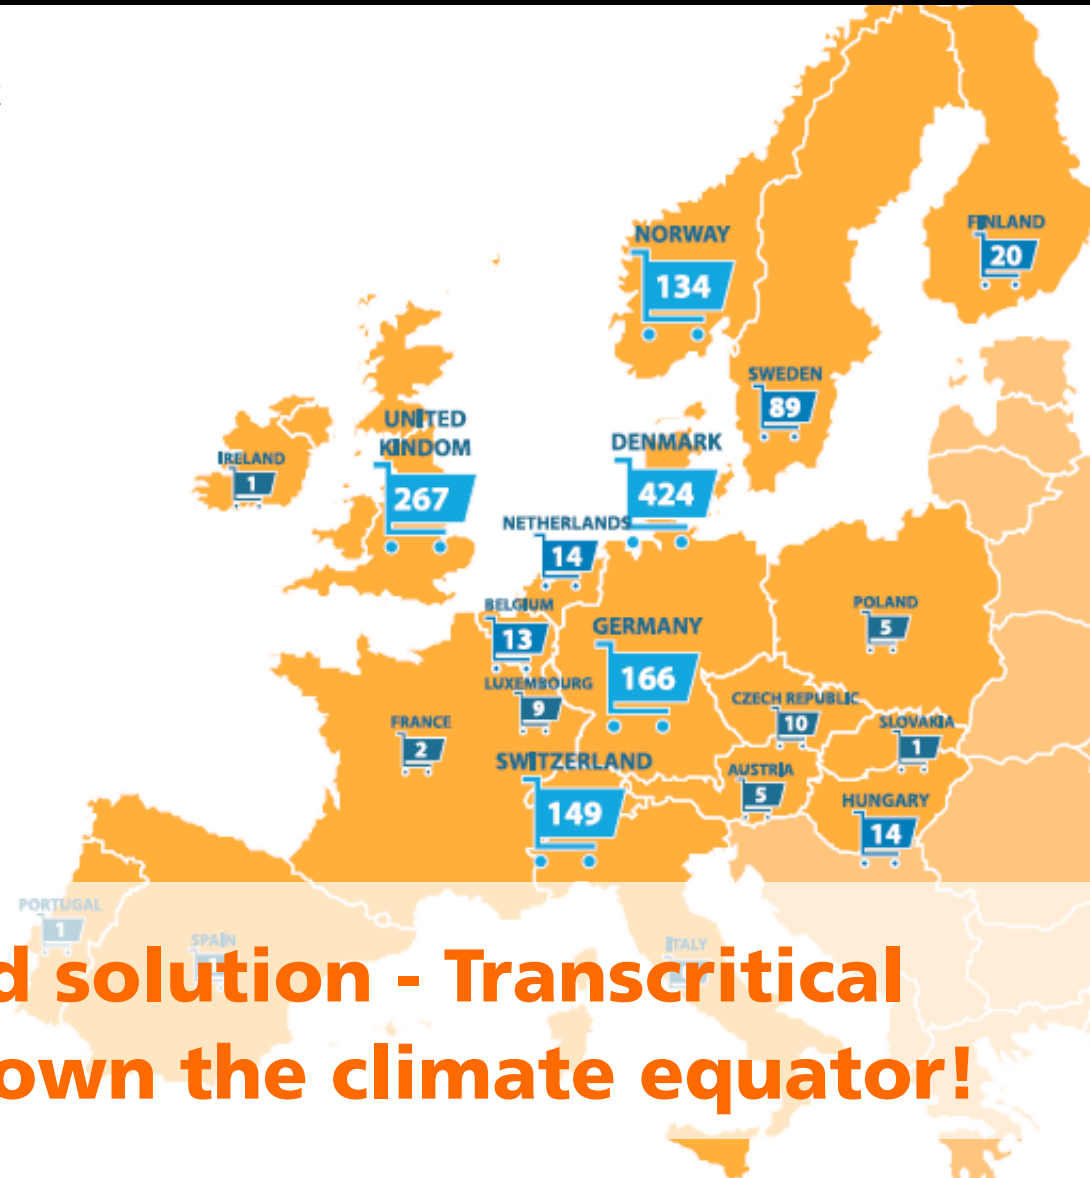 NORWAY
134
FINLAND
20
SWEDEN
89
UNITED
KINDOM
267
IRELAND
1
DENMARK
424
NETHERLANDS
14
BELGIUM
13
GERMANY
166
POLAND
5
LUXEMBOURG
9
CZECH REPUBLIC
10
SLOVAKIA
1
FRANCE
2
SWITZERLAND
149
AUSTRIA
5
HUNGARY
14
PORTUGAL
1
SPAIN
ITALY
d solution - Transcritical
own the climate equator!